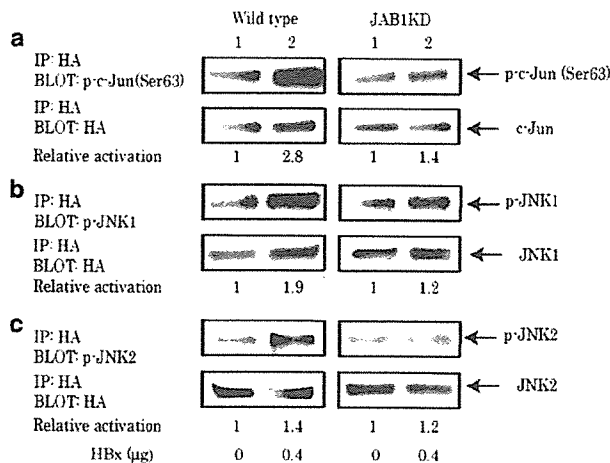 Wild type JAB1KD
a 1 2 1 2
IP: HA
BLOT: p-c-Jun(Ser63) p-c-Jun (Ser63)
IP: HA
BLOT: HA c-Jun
Relative activation 1 2.8 1 1.4
b
IP: HA
BLOT: p-JNK1 p-JNK1
IP: HA
BLOT: HA JNK1
Relative activation 1 1.9 1 1.2
c
IP: HA
BLOT: p-JNK2 p-JNK2
IP: HA
BLOT: HA JNK2
Relative activation 1 1.4 1 1.2
HBx (µg) 0 0.4 0 0.4